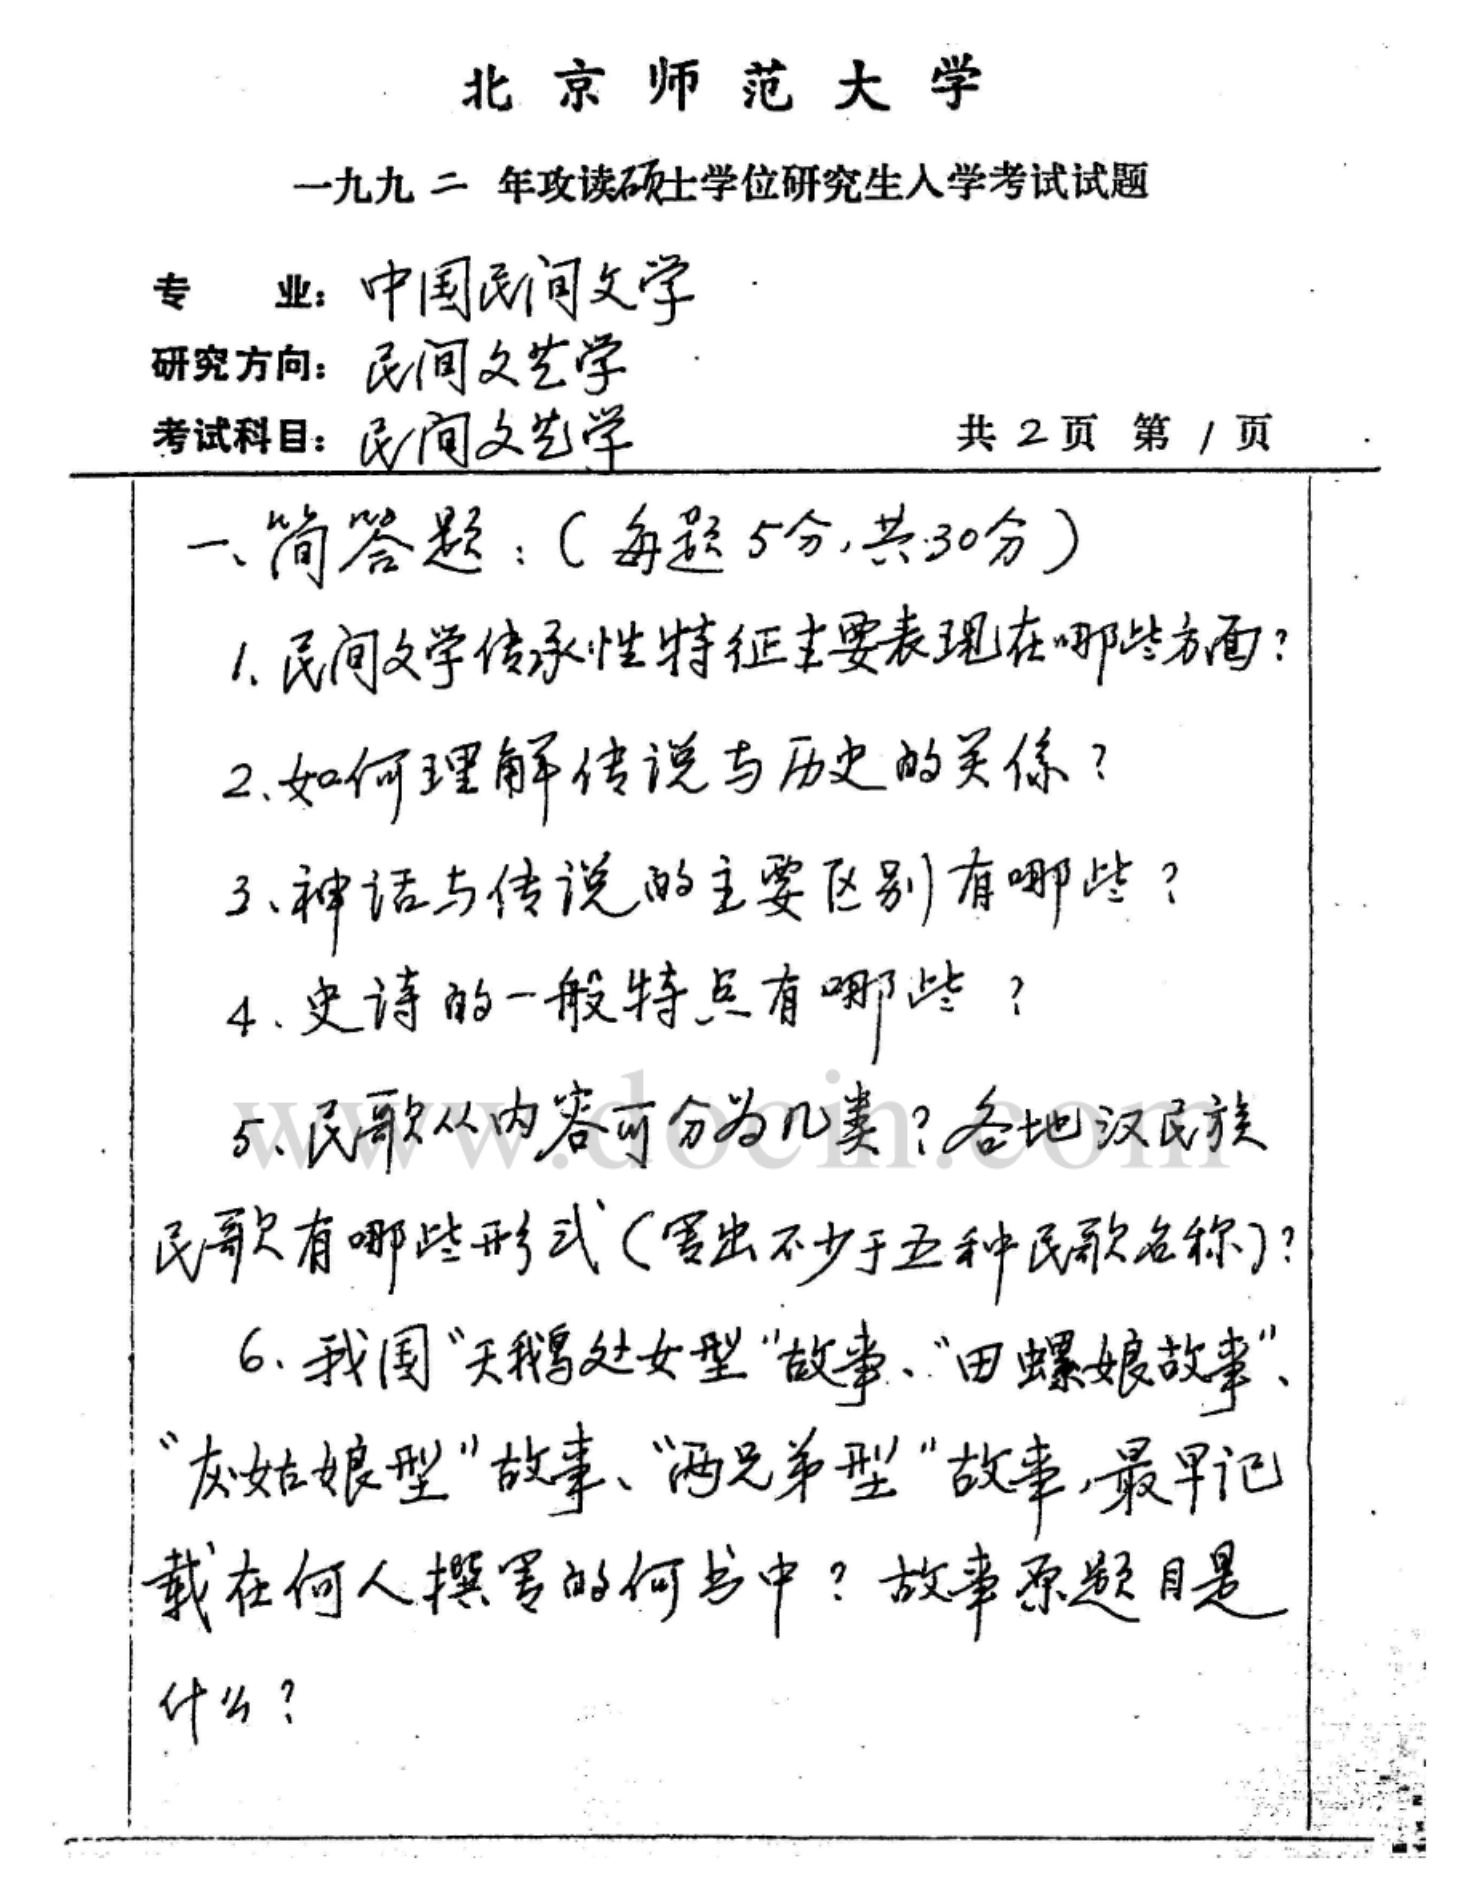 北京师范大学
一九九二年攻读硕士学位研究生入学考试试题
专 业: 中国民间文学
研究方向: 民间文艺学
考试科目: 民间文艺学 共2页 第1页
一、简答题:(每题5分,共30分)
1、民间文学传承性特征主要表现在哪些方面?
2、如何理解传说与历史的关係?
3、神话与传说的主要区别有哪些?
4、史诗的一般特点有哪些?
5、民歌从内容可分为几类?各地汉民族
民歌有哪些形式(写出不少于五种民歌名称)?
6、我国“天鹅处女型”故事、“田螺娘故事”、
“灰姑娘型”故事、“两兄弟型”故事,最早记
载在何人撰写的何书中?故事原题目是
什么?
www.docin.com